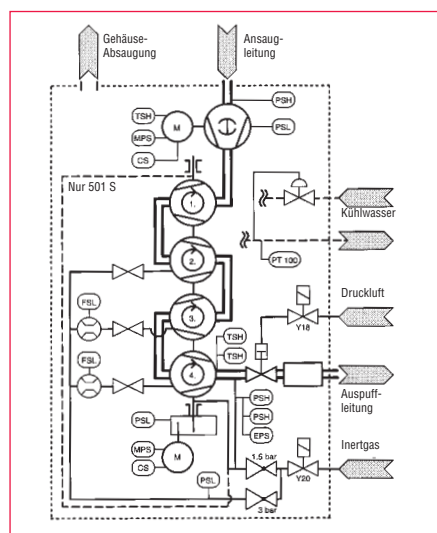 Gehäuse-
Absaugung
Ansaug-
leitung
PSH
TSH
M
PSL
MPS
CS
Nur 501 S
1.
Kühlwasser
2.
PT 100
FSL
3.
Druckluft
Y18
TSH
FSL
TSH
4.
Auspuff-
leitung
PSH
PSL
PSH
EPS
MPS
M
1.5 bar
Inertgas
CS
PSL
Y20
3 bar